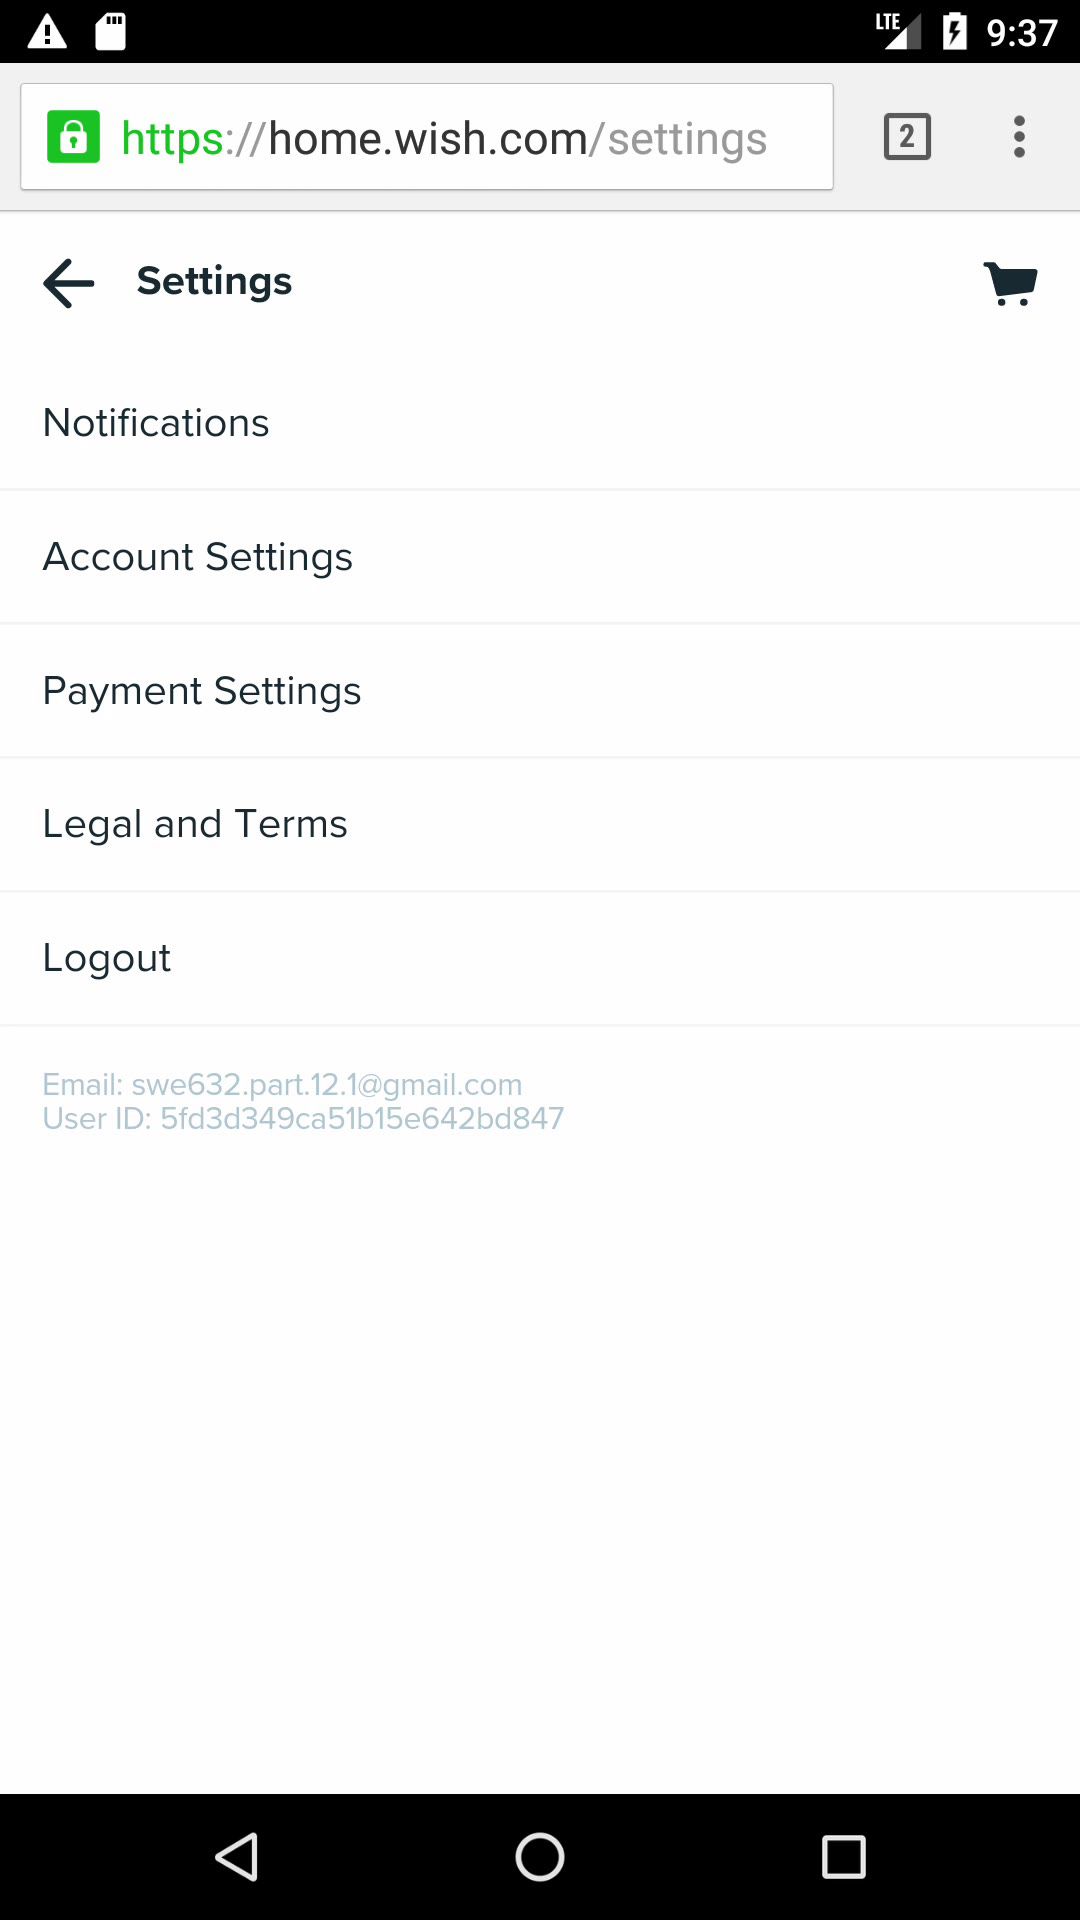 LTE 9:37
https://home.wish.com/settings 2
Settings
Notifications
Account Settings
Payment Settings
Legal and Terms
Logout
Email: swe632.part.12.1@gmail.com
User ID: 5fd3d349ca51b15e642bd847